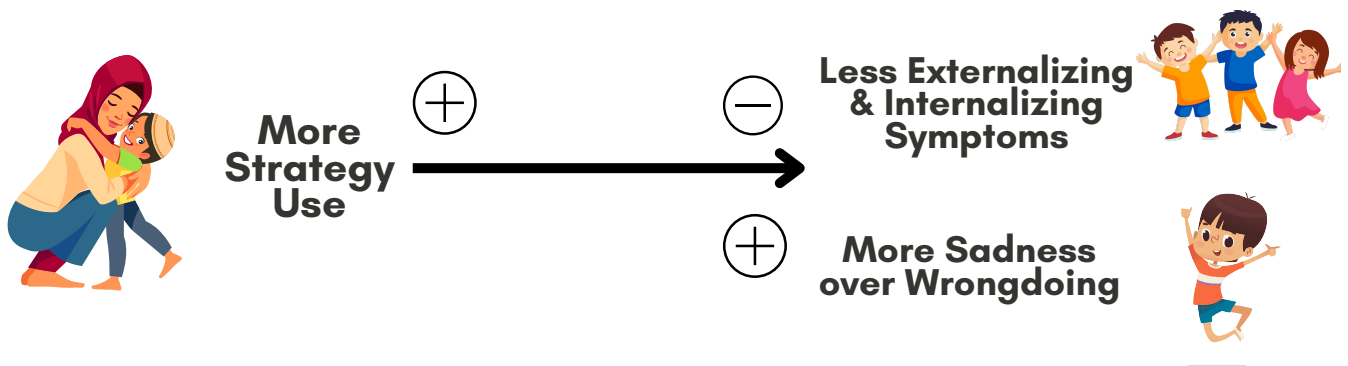 More
Strategy
Use
Less Externalizing
& Internalizing
Symptoms
More Sadness
over Wrongdoing